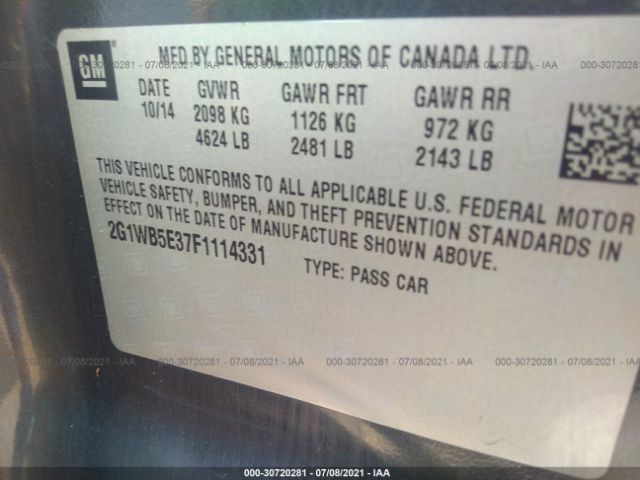 GM
MFD BY GENERAL MOTORS OF CANADA LTD
DATE GVWR GAWR FRT GAWR RR
10/14 2098 KG 1126 KG 972 KG
4624 LB 2481 LB 2143 LB
THIS VEHICLE CONFORMS TO ALL APPLICABLE U.S. FEDERAL MOTOR
VEHICLE SAFETY, BUMPER, AND THEFT PREVENTION STANDARDS IN
EFFECT ON THE DATE OF MANUFACTURE SHOWN ABOVE.
2G1WB5E37F1114331 TYPE: PASS CAR
000-30720281 - 07/08/2021 - IAA